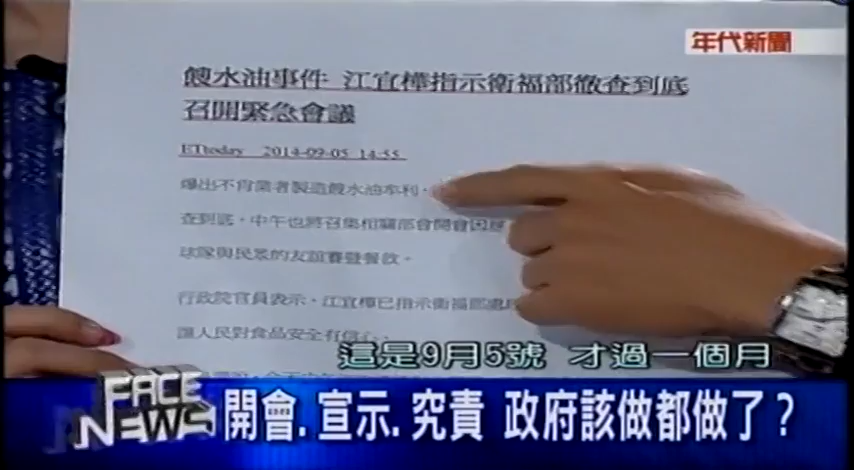 年代新聞
餿水油事件 江宜樺指示衛福部徹查到底
召開緊急會議
ETtoday 2014-09-05 14:55
爆出不肖業者製造餿水油牟利，
查到底，中午也將召集相關部會開會因應
球隊與民眾的友誼賽暨餐敘。
行政院官員表示，江宜樺已指示衛福部處
讓人民對食品安全有信心。
這是9月5號 才過一個月
FACE NEWS
開會.宣示.究責 政府該做都做了?